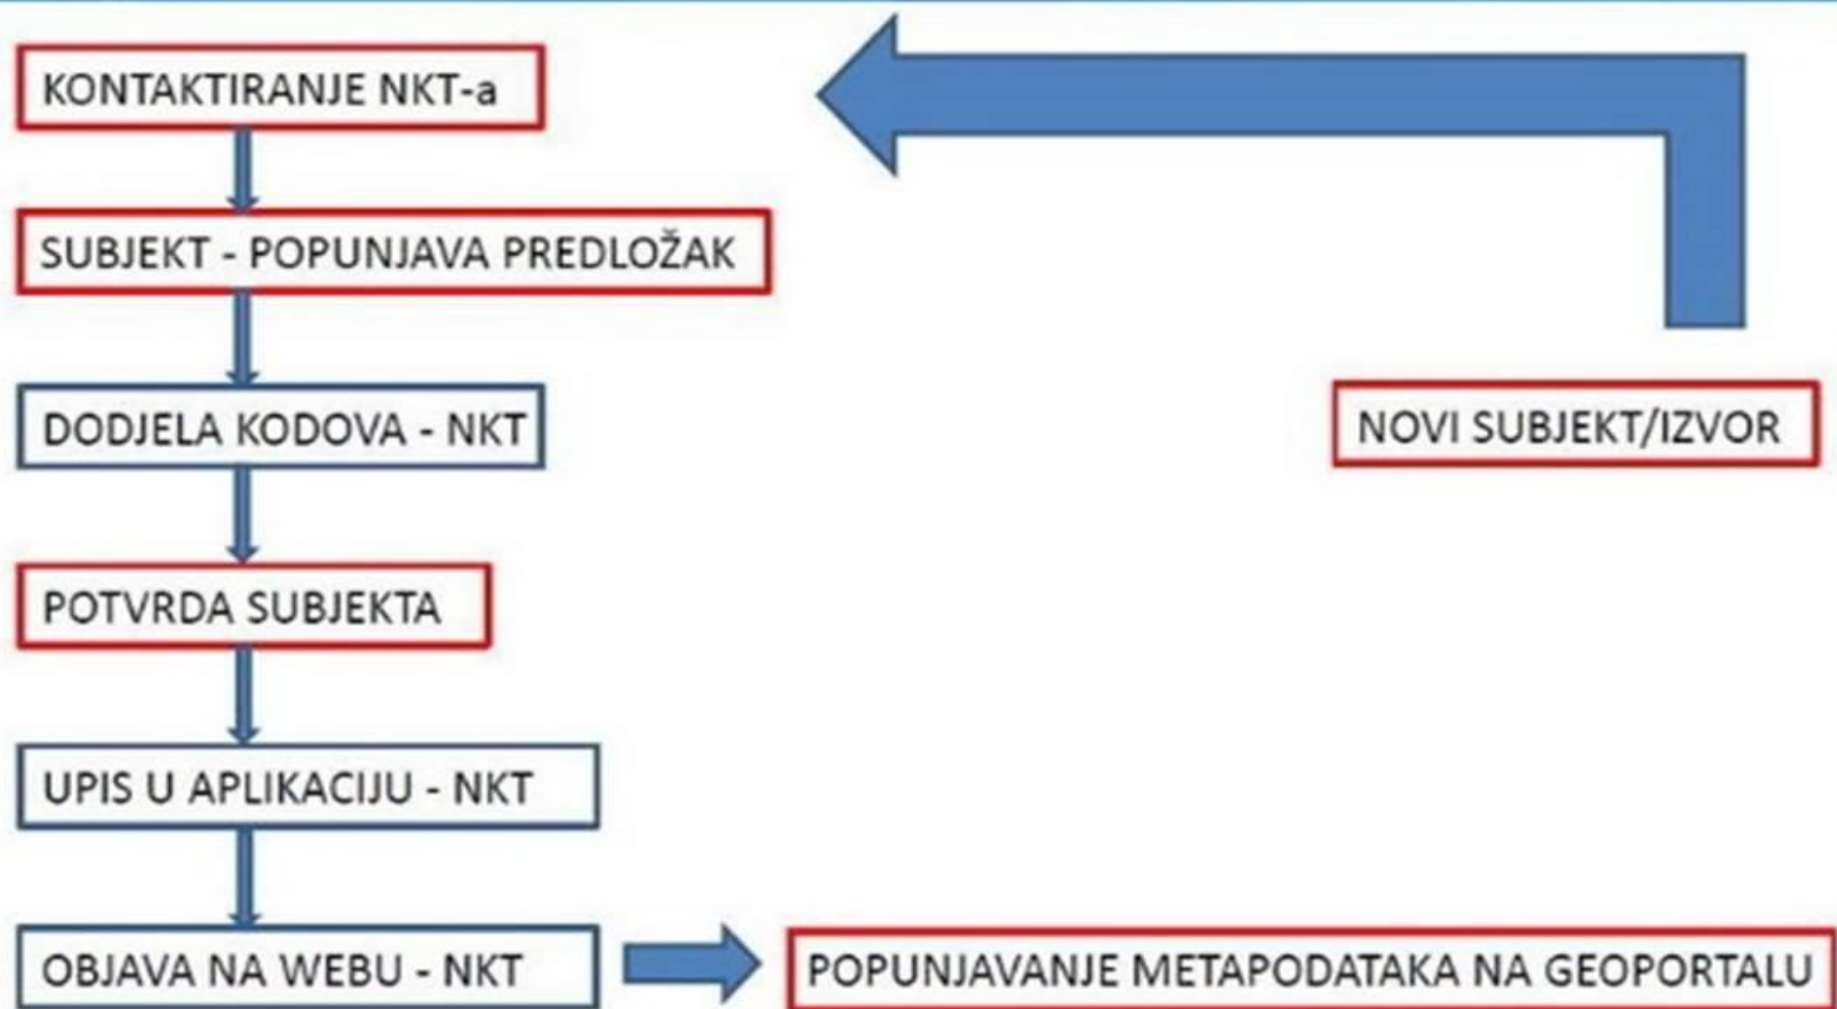 KONTAKTIRANJE NKT-a
SUBJEKT - POPUNJAVA PREDLOŽAK
DODJELA KODOVA - NKT
NOVI SUBJEKT/IZVOR
POTVRDA SUBJEKTA
UPIS U APLIKACIJU - NKT
OBJAVA NA WEBU - NKT
POPUNJAVANJE METAPODATAKA NA GEOPORTALU